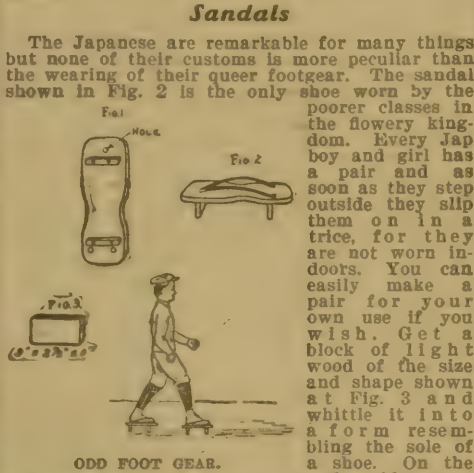 Sandals
The Japanese are remarkable for many things
but none of their customs is more peculiar than
the wearing of their queer footgear. The sandal
shown in Fig. 2 is the only shoe worn by the
poorer classes in
the flowery king-
dom. Every Jap
boy and girl has
a pair and as
soon as they step
outside they slip
them on in a
trice, for they
are not worn in-
doors. You can
easily make a
pair for your
own use if you
wish. Get a
block of light
wood of the size
and shape shown
at Fig. 3 and
whittle it into
a form resem-
bling the sole of
a shoe. On the
Fig. 1
HOLE
Fig. 2
Fig. 3
ODD FOOT GEAR.